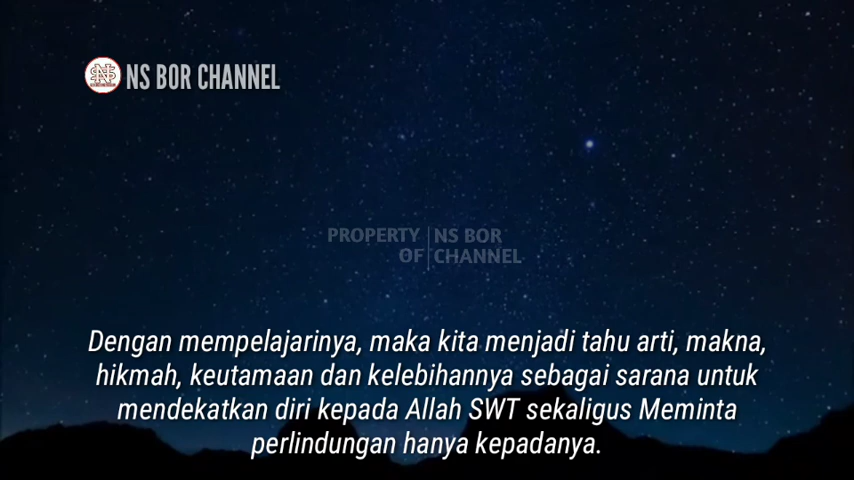 NS BOR CHANNEL
PROPERTY OF
NS BOR CHANNEL
Dengan mempelajarinya, maka kita menjadi tahu arti, makna,
hikmah, keutamaan dan kelebihannya sebagai sarana untuk
mendekatkan diri kepada Allah SWT sekaligus Meminta
perlindungan hanya kepadanya.